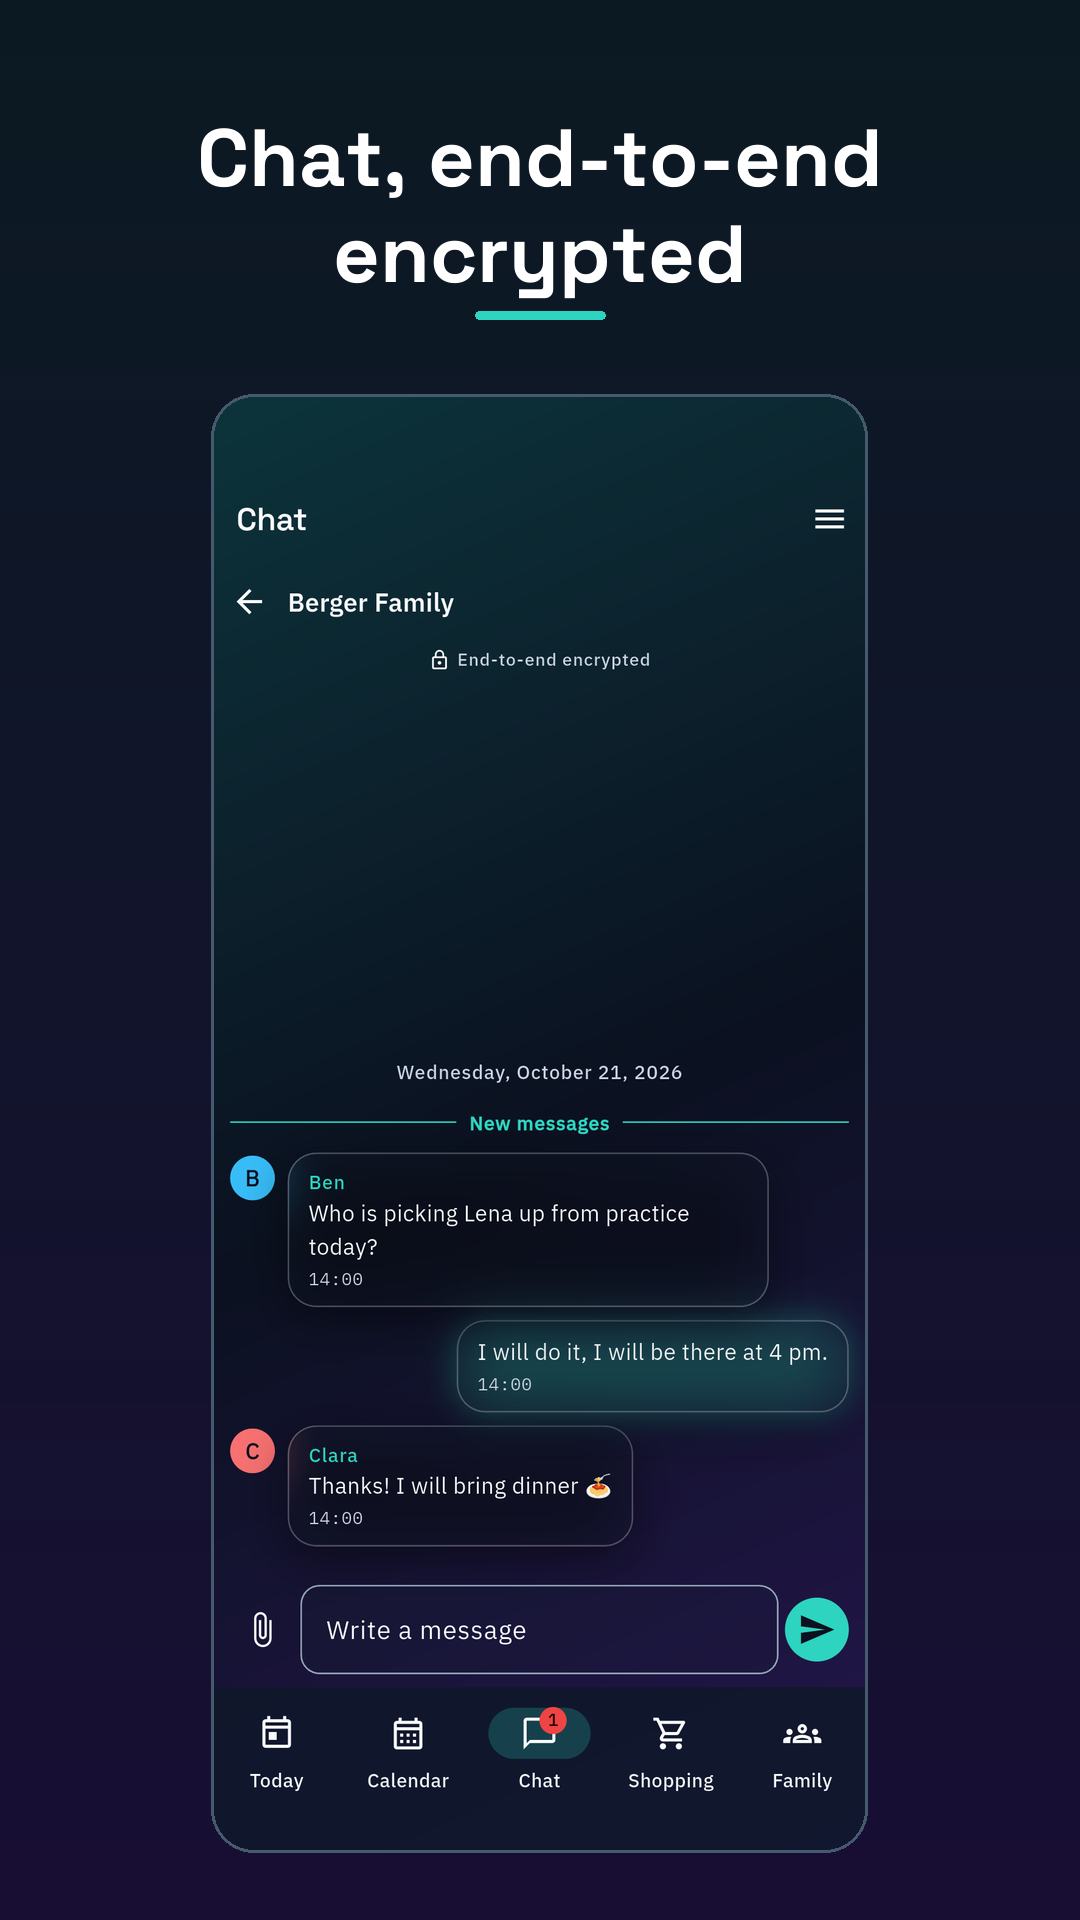 Chat, end-to-end
encrypted
Chat
Berger Family
End-to-end encrypted
Wednesday, October 21, 2026
New messages
B
Ben
Who is picking Lena up from practice
today?
14:00
I will do it, I will be there at 4 pm.
14:00
C
Clara
Thanks! I will bring dinner 🍝
14:00
Write a message
1
Today Calendar Chat Shopping Family